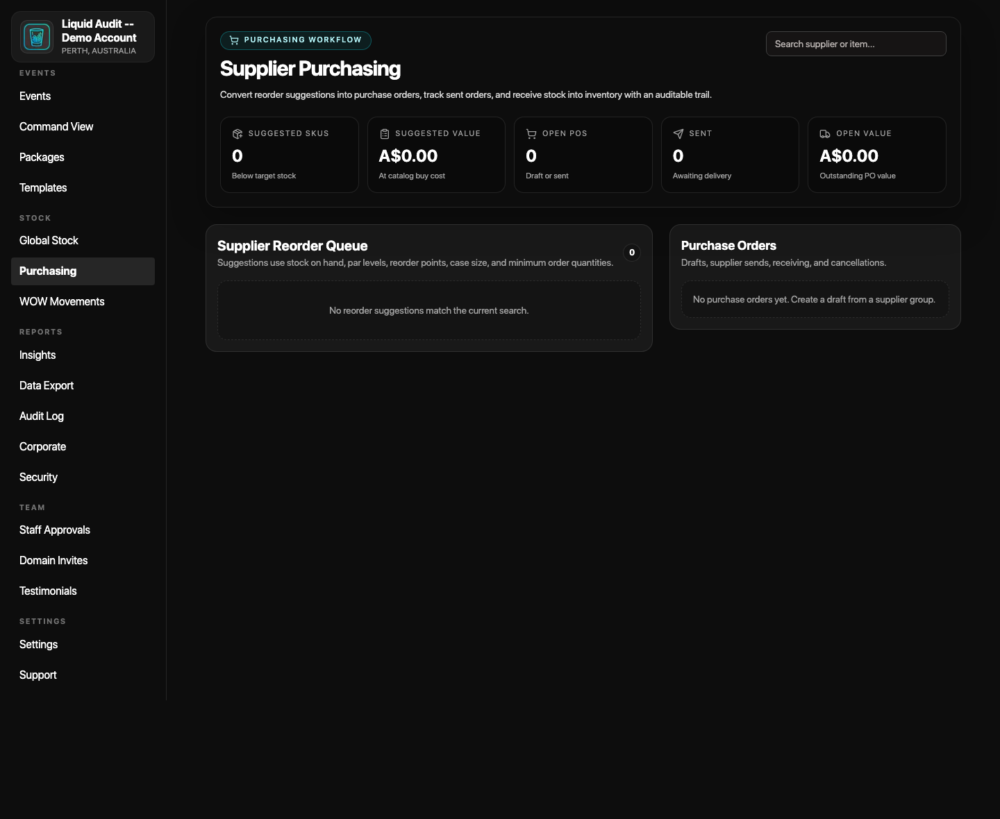 Liquid Audit --
Demo Account
PERTH, AUSTRALIA
EVENTS
Events
Command View
Packages
Templates
STOCK
Global Stock
Purchasing
WOW Movements
REPORTS
Insights
Data Export
Audit Log
Corporate
Security
TEAM
Staff Approvals
Domain Invites
Testimonials
SETTINGS
Settings
Support
PURCHASING WORKFLOW
Search supplier or item...
Supplier Purchasing
Convert reorder suggestions into purchase orders, track sent orders, and receive stock into inventory with an auditable trail.
SUGGESTED SKUS
0
Below target stock
SUGGESTED VALUE
A$0.00
At catalog buy cost
OPEN POS
0
Draft or sent
SENT
0
Awaiting delivery
OPEN VALUE
A$0.00
Outstanding PO value
Supplier Reorder Queue
Suggestions use stock on hand, par levels, reorder points, case size, and minimum order quantities.
0
No reorder suggestions match the current search.
Purchase Orders
Drafts, supplier sends, receiving, and cancellations.
No purchase orders yet. Create a draft from a supplier group.